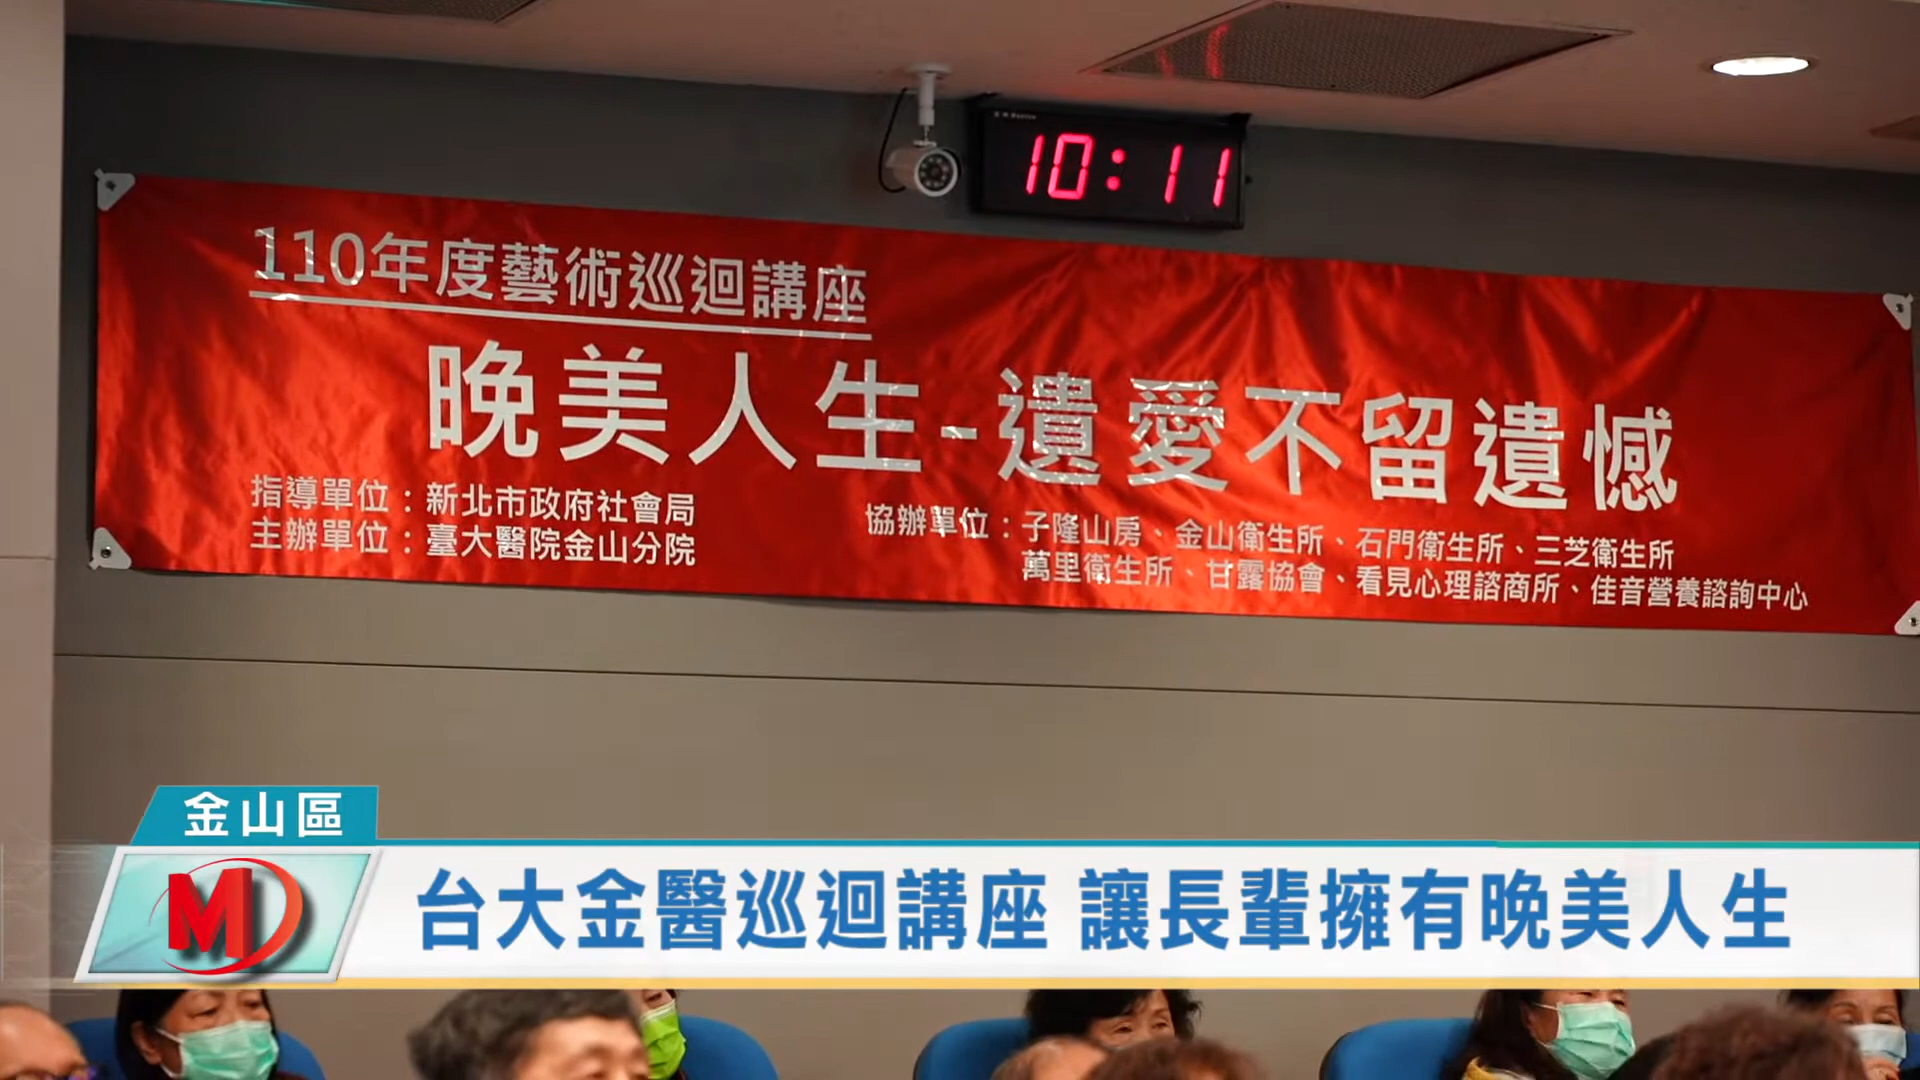 10:11
110年度藝術巡迴講座
晚美人生-遺愛不留遺憾
指導單位：新北市政府社會局
主辦單位：臺大醫院金山分院
協辦單位：子隆山房、金山衛生所、石門衛生所、三芝衛生所
萬里衛生所、甘露協會、看見心理諮商所、佳音營養諮詢中心
金山區
M
台大金醫巡迴講座 讓長輩擁有晚美人生